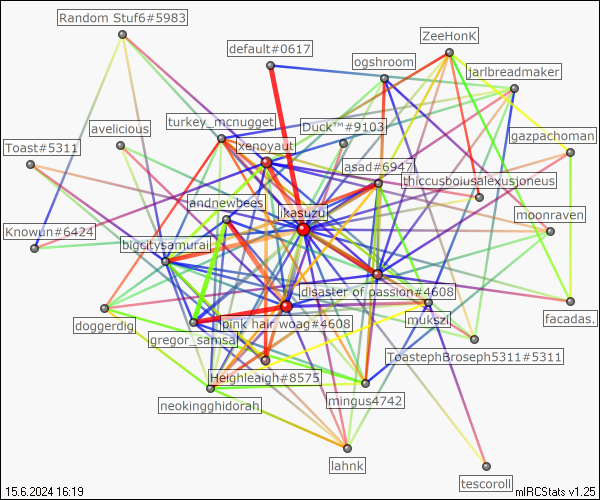 Random Stuf6#5983
default#0617
ZeeHonK
ogshroom
jarlbreadmaker
turkey_mcnugget
Duck™#9103
avelicious
gazpachoman
Toast#5311
xenoyaut
asad#6947
thiccusboiusalexusjoneus
andnewbees
ikasuzu
moonraven
Knowun#6424
bigcitysamurai
disaster of passion#4608
doggerdig
pink hair woag#4608
mukszi
facadas.
gregor_samsa
ToastephBroseph5311#5311
Heighleaigh#8575
neokingghidorah
mingus4742
lahnk
tescoroll
15.6.2024 16:19
mIRCStats v1.25